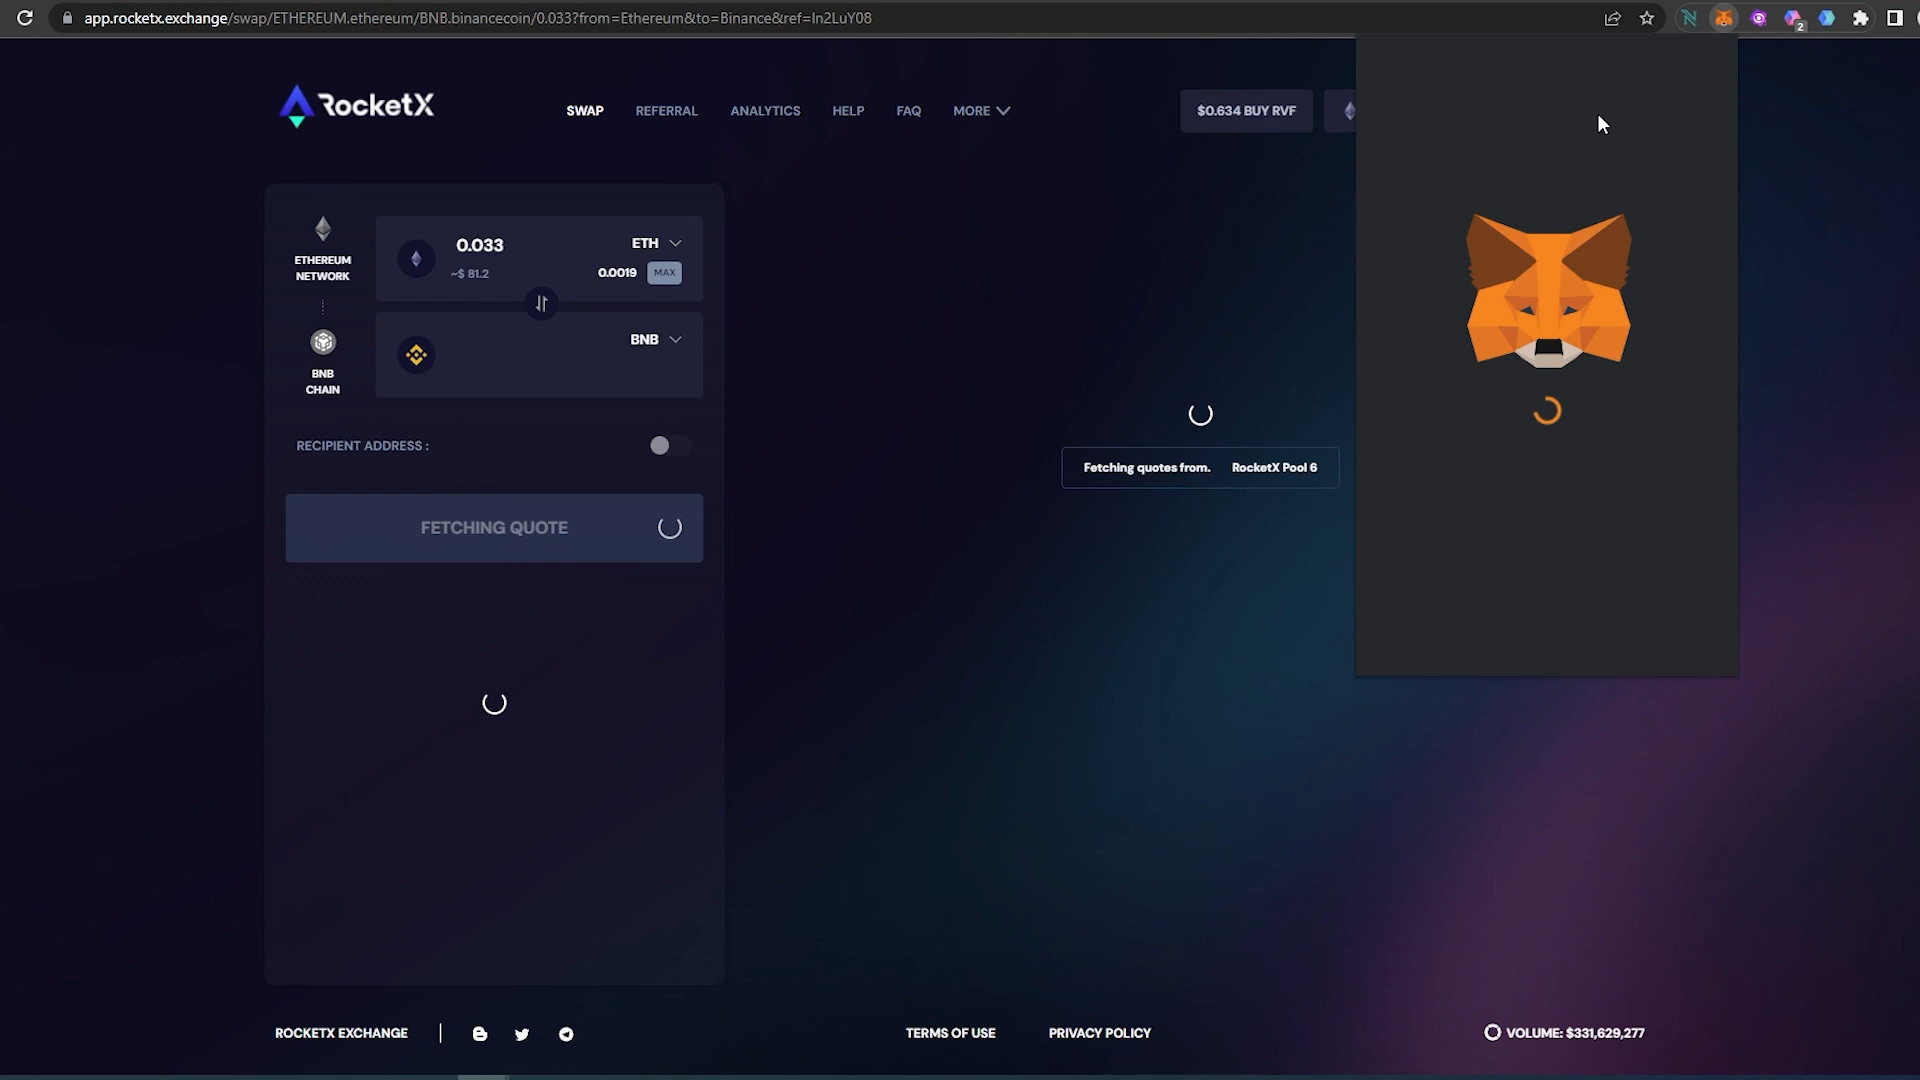 app.rocketx.exchange/swap/ETHEREUM.ethereum/BNB.binancecoin/0.033?from=Ethereum&to=Binance&ref=In2LuY08
2
RocketX
SWAP
REFERRAL
ANALYTICS
HELP
FAQ
MORE
$0.634 BUY RVF
ETHEREUM
NETWORK
0.033
ETH
~$ 81.2
0.0019
MAX
BNB
CHAIN
BNB
RECIPIENT ADDRESS :
FETCHING QUOTE
Fetching quotes from. RocketX Pool 6
ROCKETX EXCHANGE
TERMS OF USE
PRIVACY POLICY
VOLUME: $331,629,277